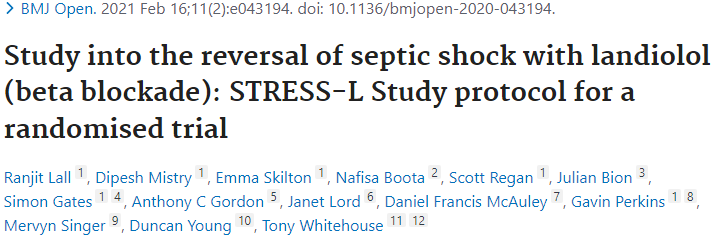 BMJ Open. 2021 Feb 16;11(2):e043194. doi: 10.1136/bmjopen-2020-043194.
Study into the reversal of septic shock with landiolol
(beta blockade): STRESS-L Study protocol for a
randomised trial
Ranjit Lall 1, Dipesh Mistry 1, Emma Skilton 1, Nafisa Boota 2, Scott Regan 1, Julian Bion 3,
Simon Gates 1 4, Anthony C Gordon 5, Janet Lord 6, Daniel Francis McAuley 7, Gavin Perkins 1 8,
Mervyn Singer 9, Duncan Young 10, Tony Whitehouse 11 12